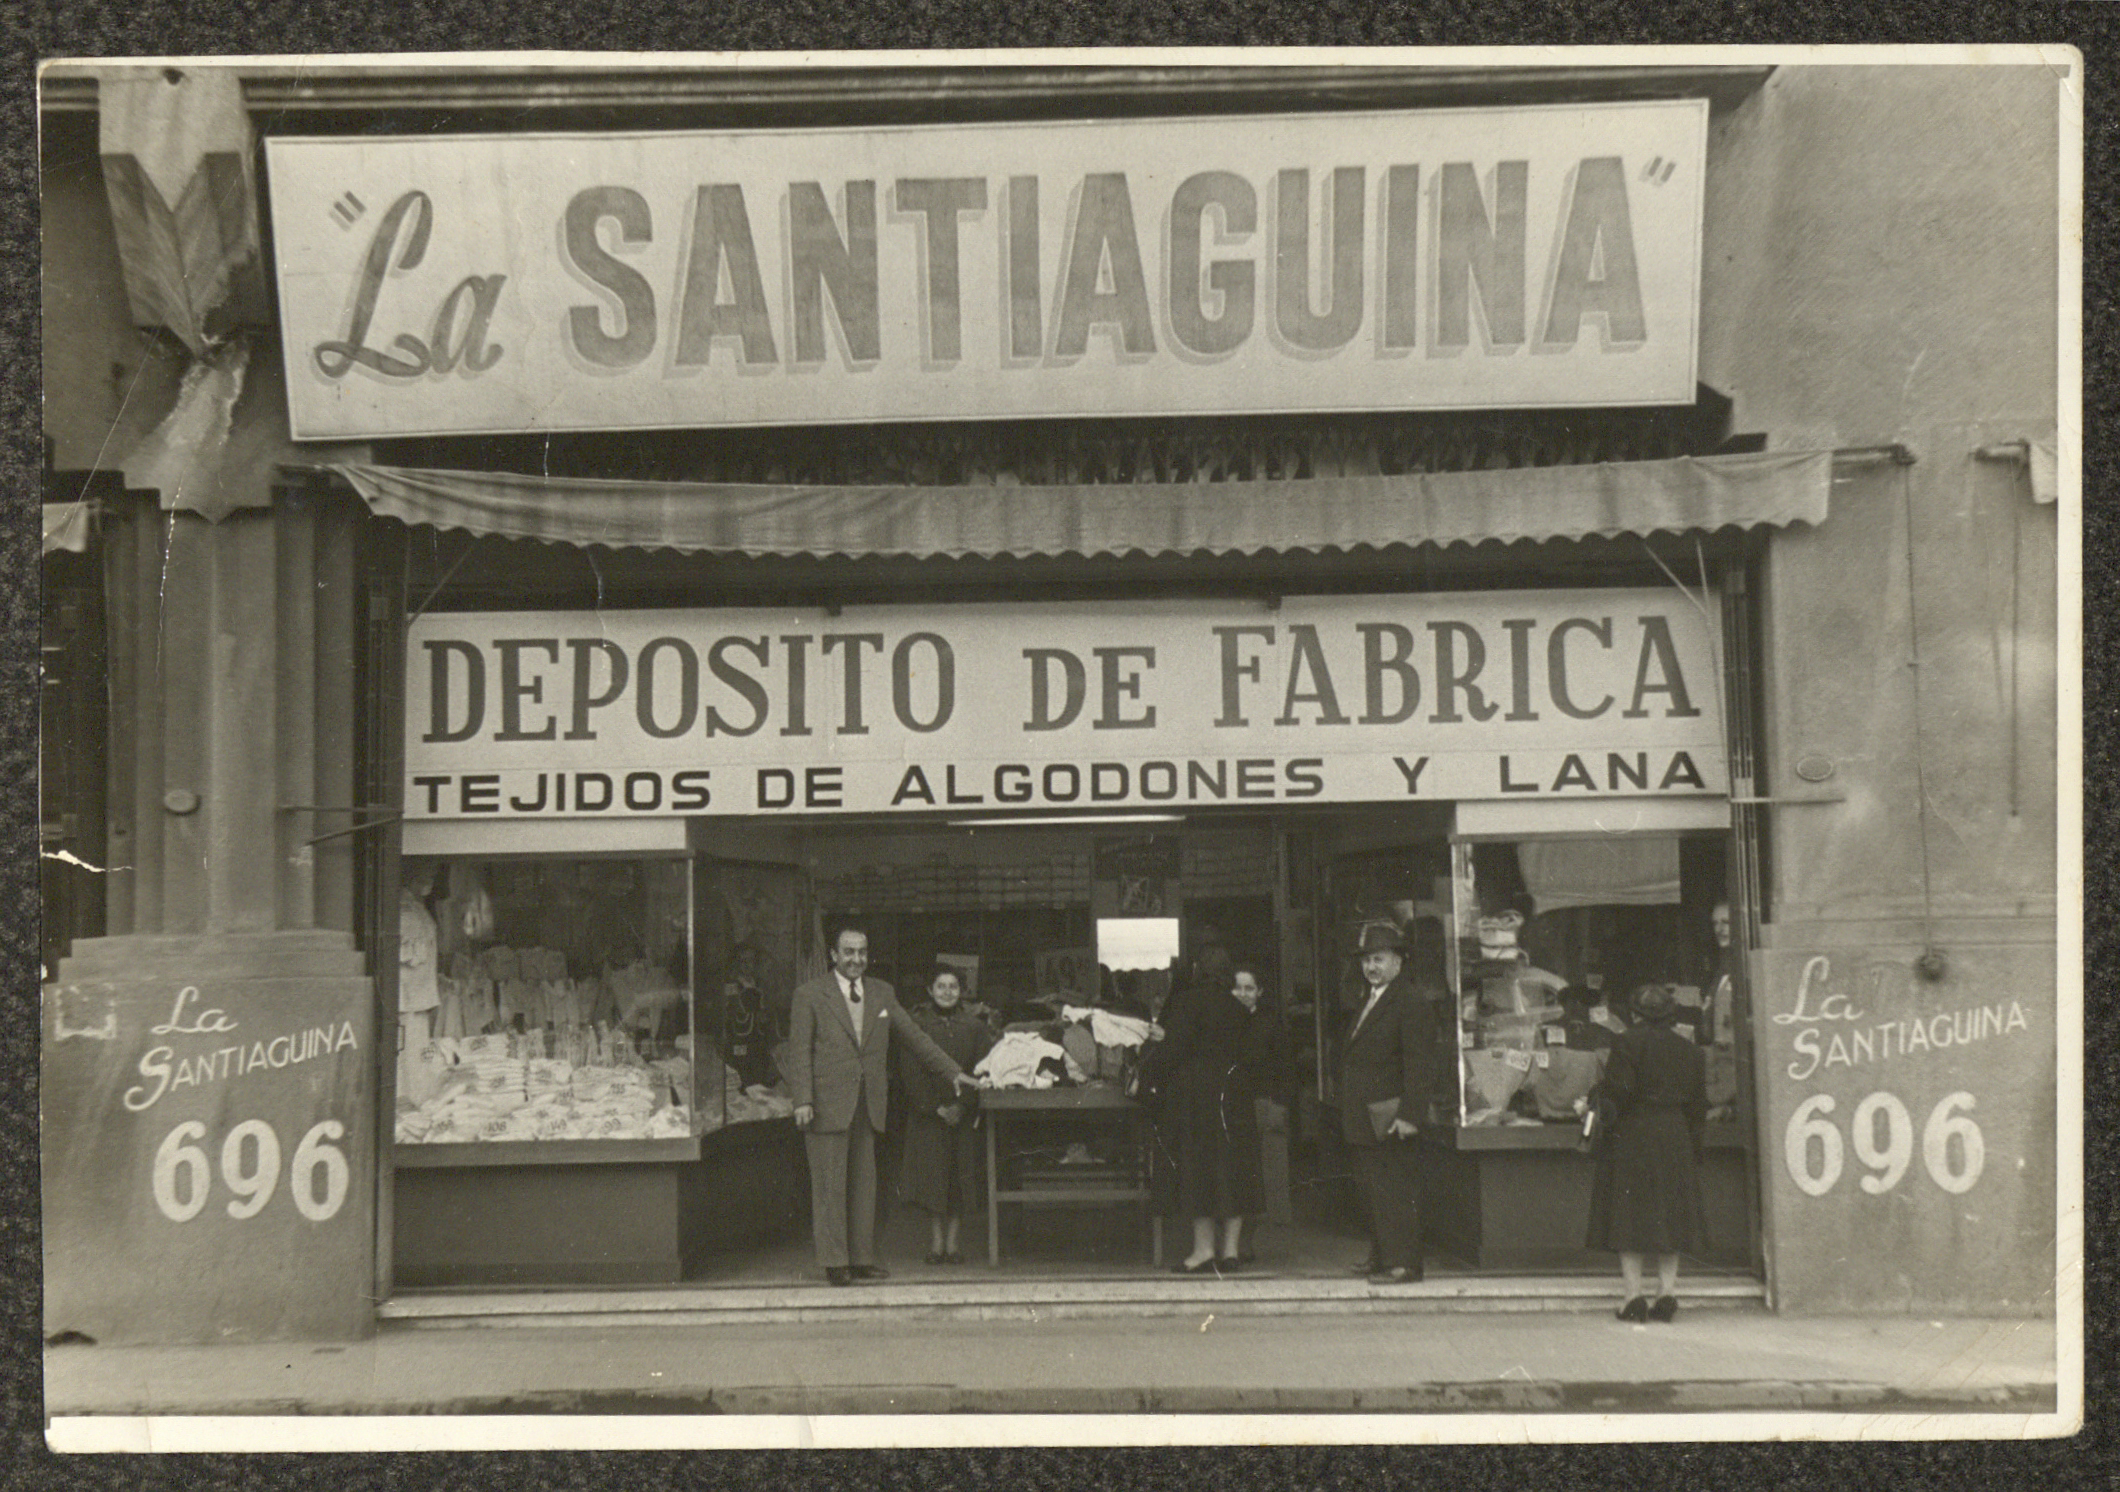 "La SANTIAGUINA"
DEPOSITO DE FABRICA
TEJIDOS DE ALGODONES Y LANA
La
SANTIAGUINA
696
La
SANTIAGUINA
696